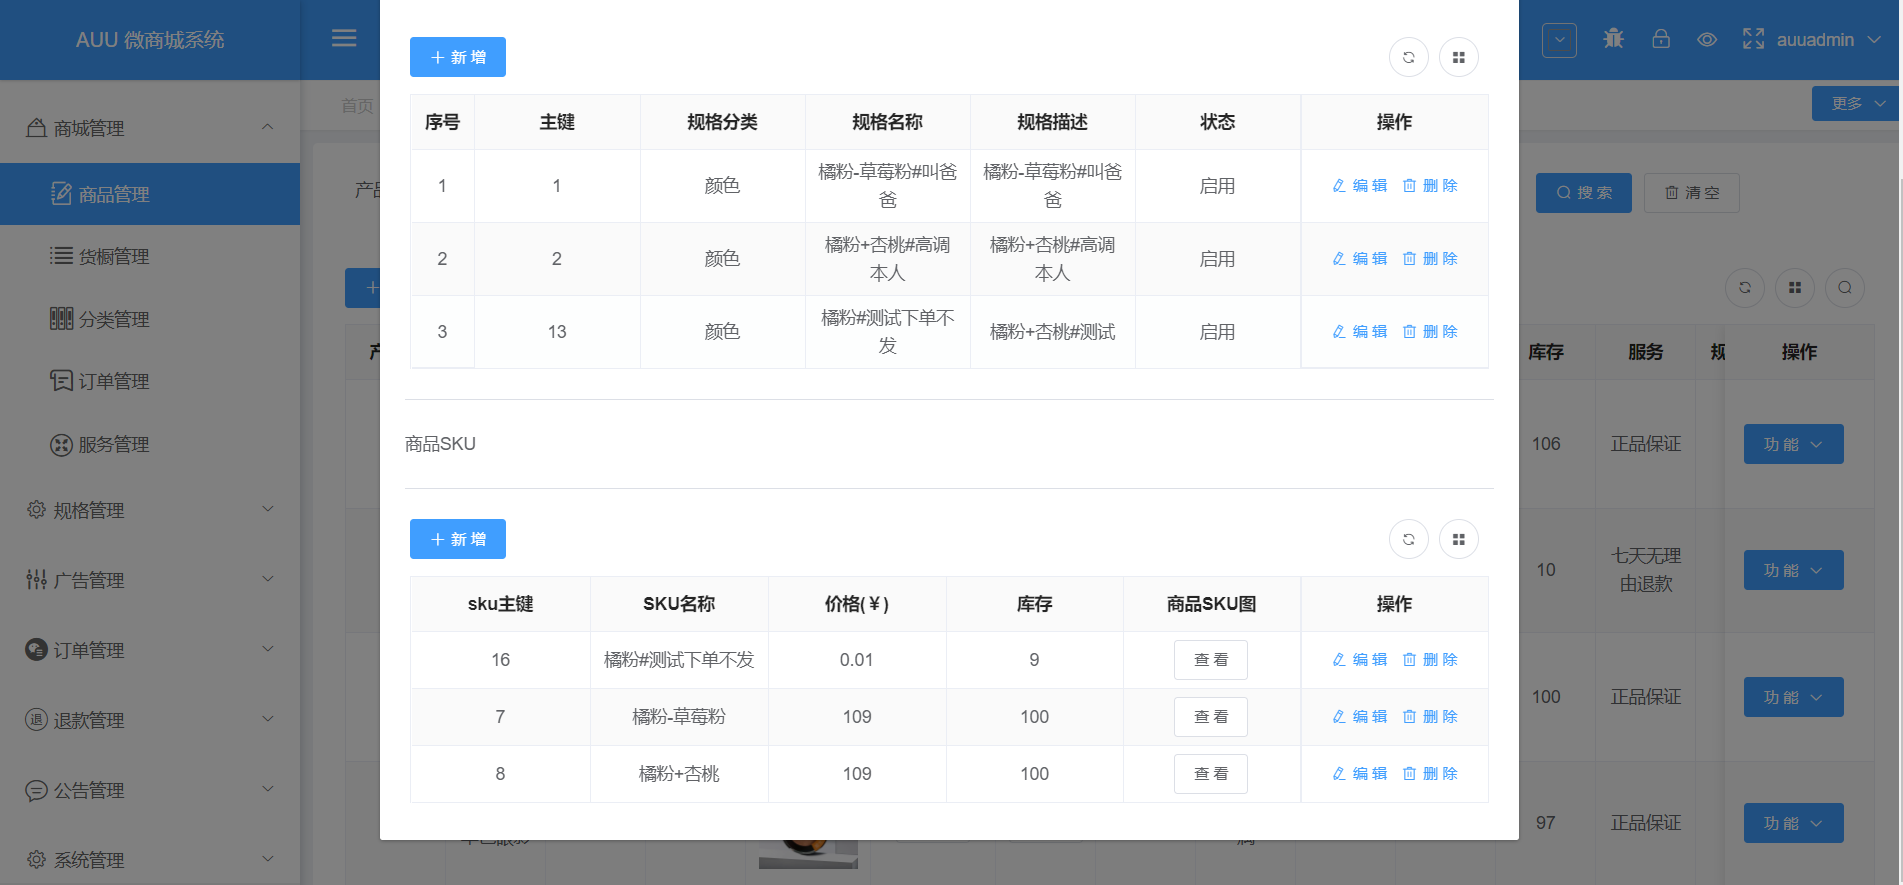 AUU 微商城系统
auuadmin
首页
更多
商城管理
商品管理
货橱管理
分类管理
订单管理
服务管理
规格管理
广告管理
订单管理
退 退款管理
公告管理
系统管理
搜 索
清 空
新 增
序号 主键 规格分类 规格名称 规格描述 状态 操作
1 1 颜色 橘粉-草莓粉#叫爸爸 橘粉-草莓粉#叫爸爸 启用 编 辑 删 除
2 2 颜色 橘粉+杏桃#高调本人 橘粉+杏桃#高调本人 启用 编 辑 删 除
3 13 颜色 橘粉#测试下单不发 橘粉+杏桃#测试 启用 编 辑 删 除
商品SKU
新 增
sku主键 SKU名称 价格(￥) 库存 商品SKU图 操作
16 橘粉#测试下单不发 0.01 9 查 看 编 辑 删 除
7 橘粉-草莓粉 109 100 查 看 编 辑 删 除
8 橘粉+杏桃 109 100 查 看 编 辑 删 除
库存 服务 规 操作
106 正品保证 功 能
10 七天无理由退款 功 能
100 正品保证 功 能
97 正品保证 功 能